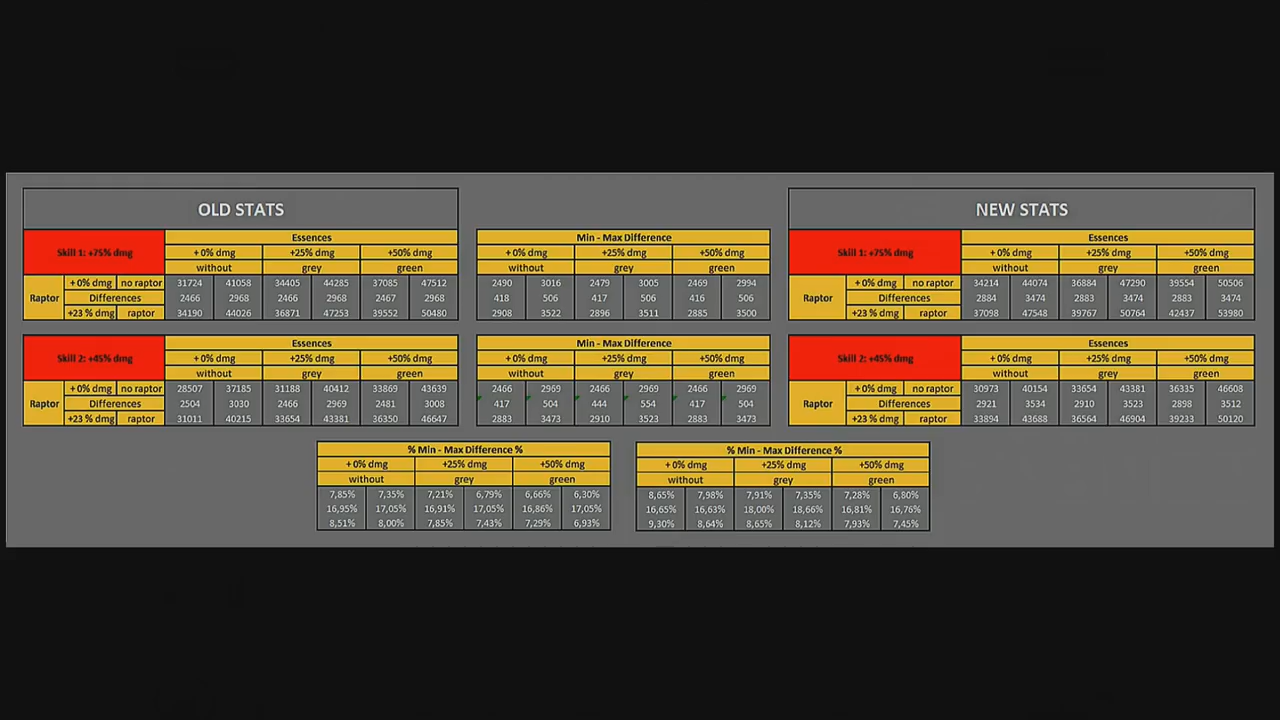 OLD STATS NEW STATS
Skill 1: +75% dmg Essences Min - Max Difference Skill 1: +75% dmg Essences
+ 0% dmg +25% dmg +50% dmg + 0% dmg +25% dmg +50% dmg + 0% dmg +25% dmg +50% dmg
without grey green without grey green without grey green
+ 0% dmg no raptor 31724 41058 34405 44285 37085 47512 2490 3016 2479 3005 2469 2994 + 0% dmg no raptor 34214 44074 36884 47290 39554 50506
Raptor Differences 2466 2968 2466 2968 2467 2968 418 506 417 506 416 506 Raptor Differences 2884 3474 2883 3474 2883 3474
+23 % dmg raptor 34190 44026 36871 47253 39552 50480 2908 3522 2896 3511 2885 3500 +23 % dmg raptor 37098 47548 39767 50764 42437 53980
Skill 2: +45% dmg Essences Min - Max Difference Skill 2: +45% dmg Essences
+ 0% dmg +25% dmg +50% dmg + 0% dmg +25% dmg +50% dmg + 0% dmg +25% dmg +50% dmg
without grey green without grey green without grey green
+ 0% dmg no raptor 28507 37185 31188 40412 33869 43639 2466 2969 2466 2969 2466 2969 + 0% dmg no raptor 30973 40154 33654 43381 36335 46608
Raptor Differences 2504 3030 2466 2969 2481 3008 417 504 444 554 417 504 Raptor Differences 2921 3534 2910 3523 2898 3512
+23 % dmg raptor 31011 40215 33654 43381 36350 46647 2883 3473 2910 3523 2883 3473 +23 % dmg raptor 33894 43688 36564 46904 39233 50120
% Min - Max Difference % % Min - Max Difference %
+ 0% dmg +25% dmg +50% dmg + 0% dmg +25% dmg +50% dmg
without grey green without grey green
7,85% 7,35% 7,21% 6,79% 6,66% 6,30% 8,65% 7,98% 7,91% 7,35% 7,28% 6,80%
16,95% 17,05% 16,91% 17,05% 16,86% 17,05% 16,65% 16,63% 18,00% 18,66% 16,81% 16,76%
8,51% 8,00% 7,85% 7,43% 7,29% 6,93% 9,30% 8,64% 8,65% 8,12% 7,93% 7,45%